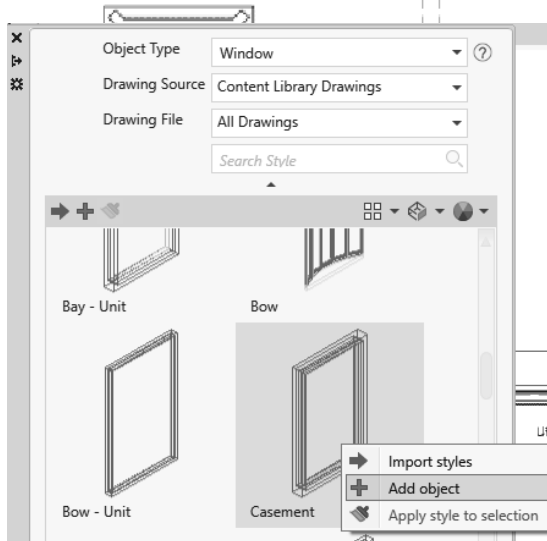 Object Type Window
Drawing Source Content Library Drawings
Drawing File All Drawings
Search Style
Bay - Unit Bow
Import styles
Add object
Bow - Unit Casement
Apply style to selection